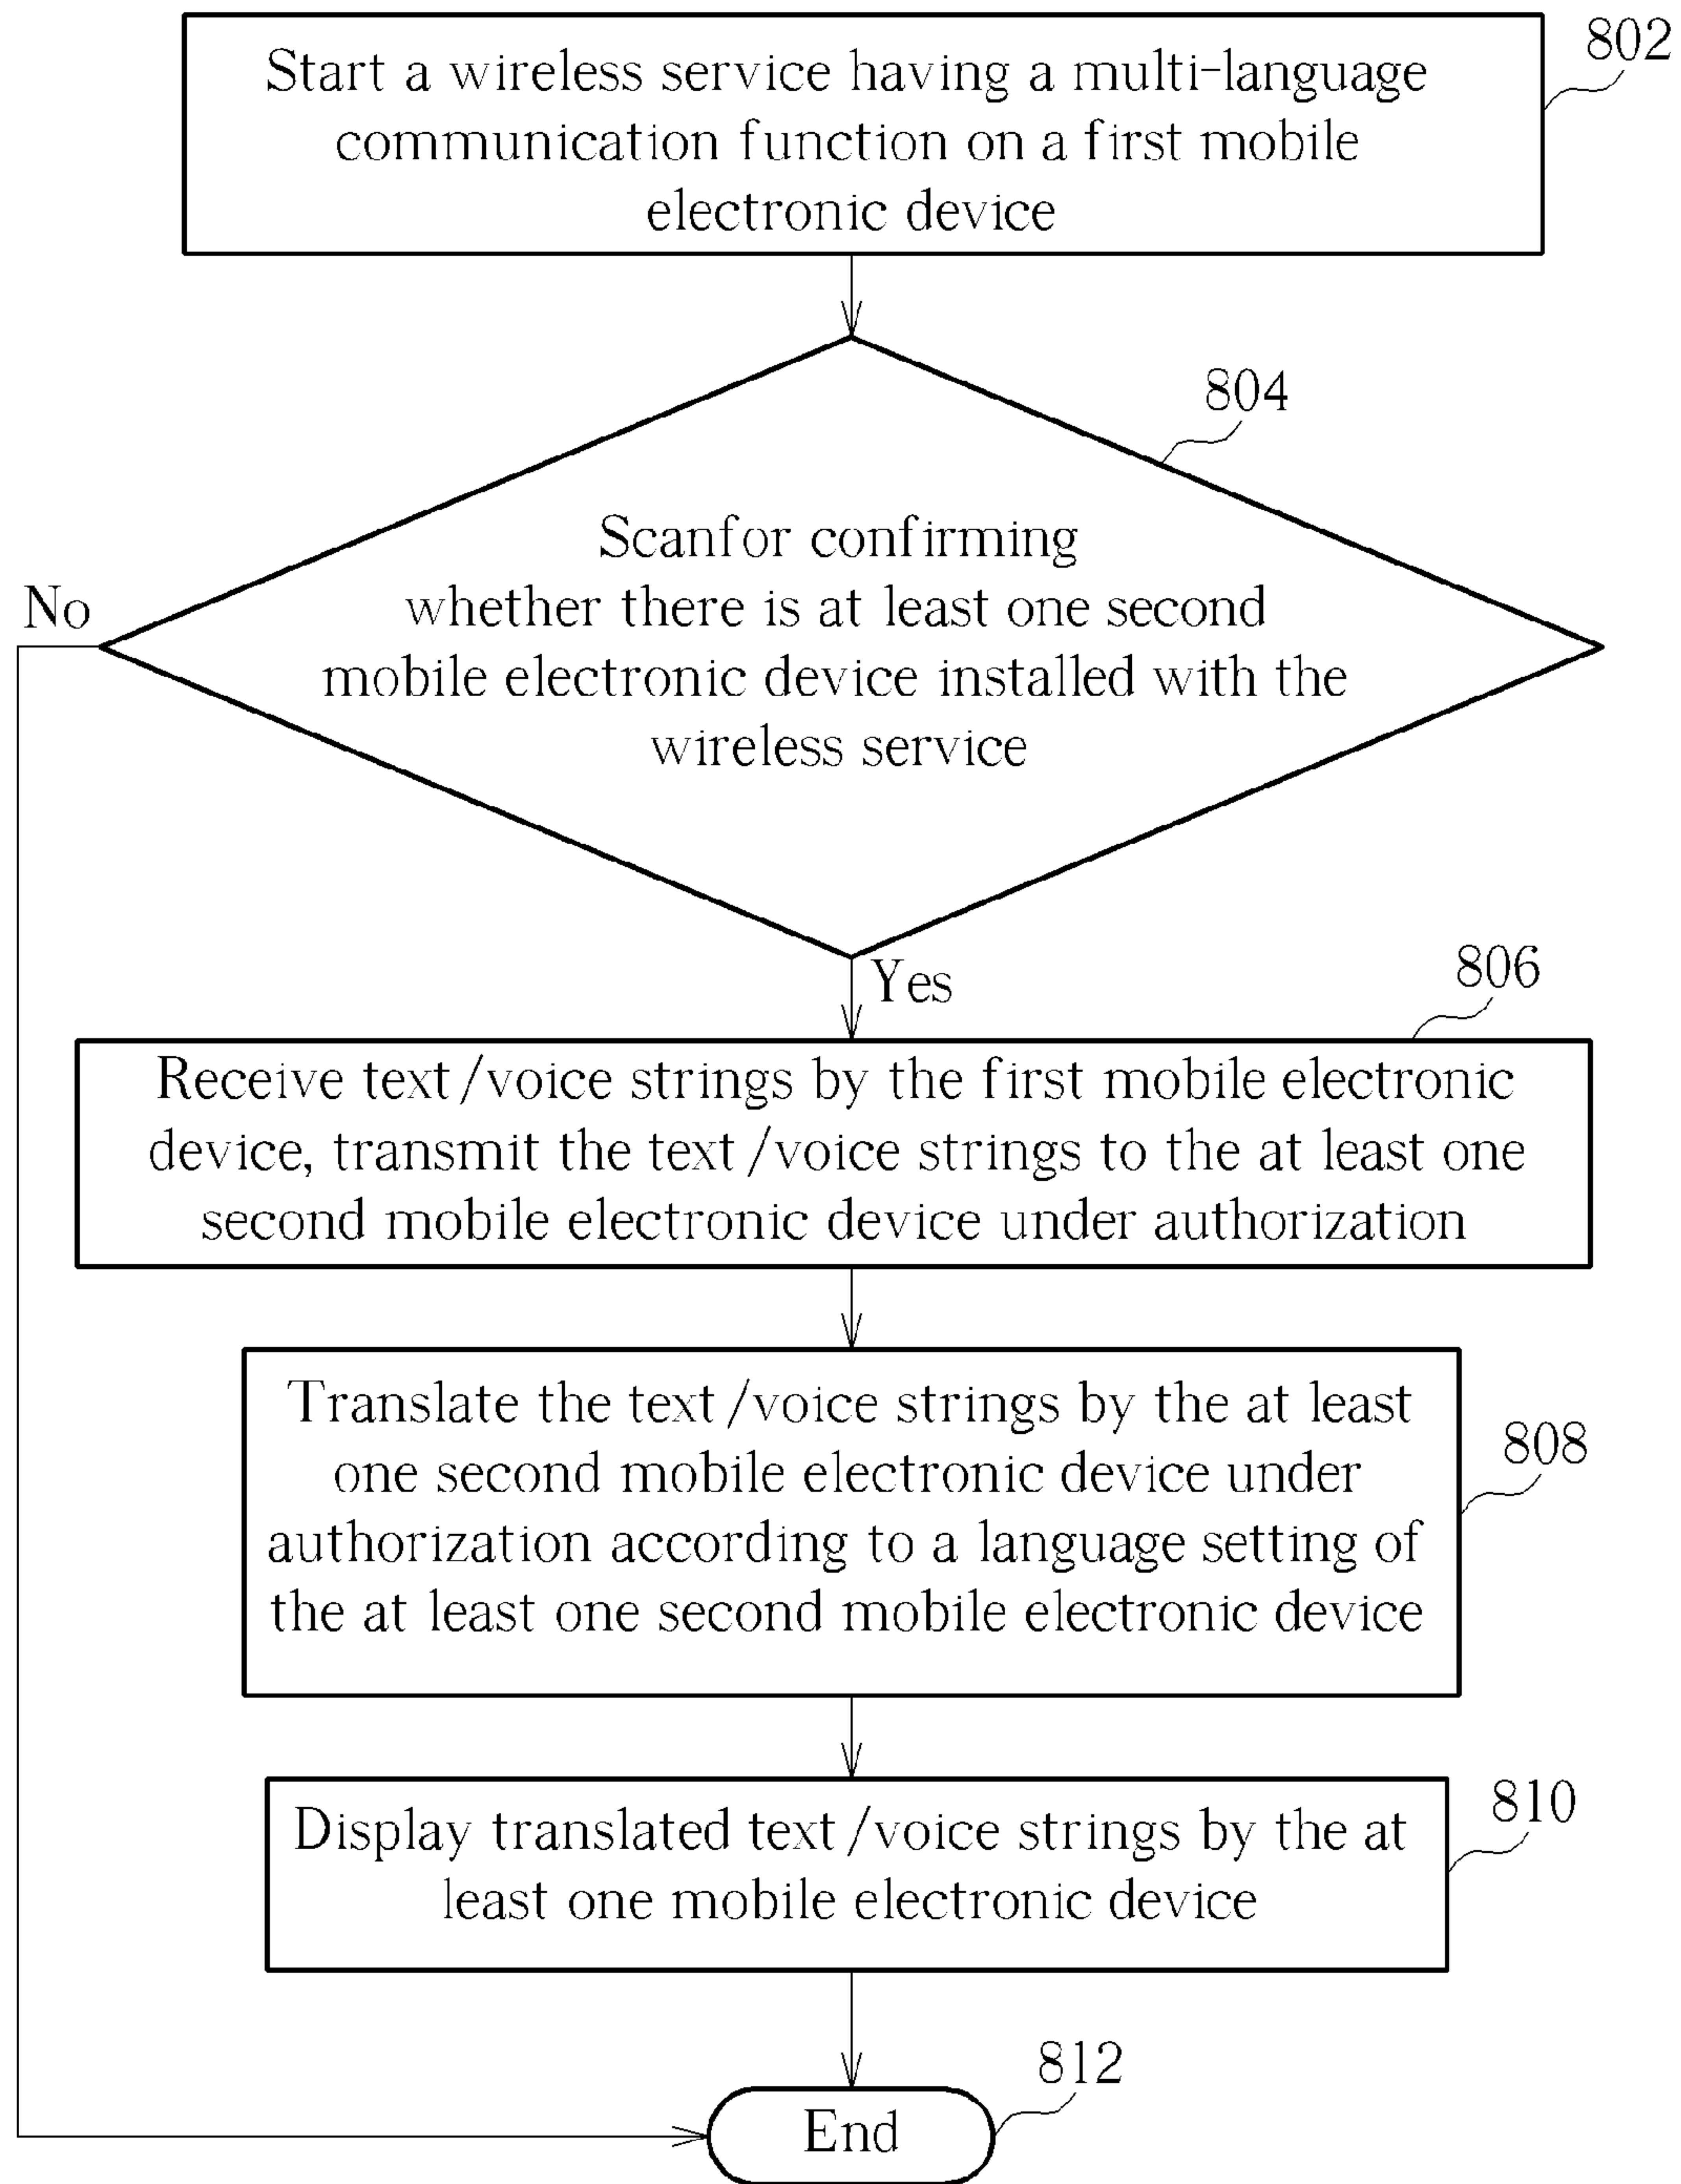 802
Start a wireless service having a multi-language
communication function on a first mobile
electronic device
804
Scanfor confirming
whether there is at least one second
mobile electronic device installed with the
wireless service
No
Yes
806
Receive text/voice strings by the first mobile electronic
device, transmit the text/voice strings to the at least one
second mobile electronic device under authorization
808
Translate the text/voice strings by the at least
one second mobile electronic device under
authorization according to a language setting of
the at least one second mobile electronic device
810
Display translated text/voice strings by the at
least one mobile electronic device
812
End